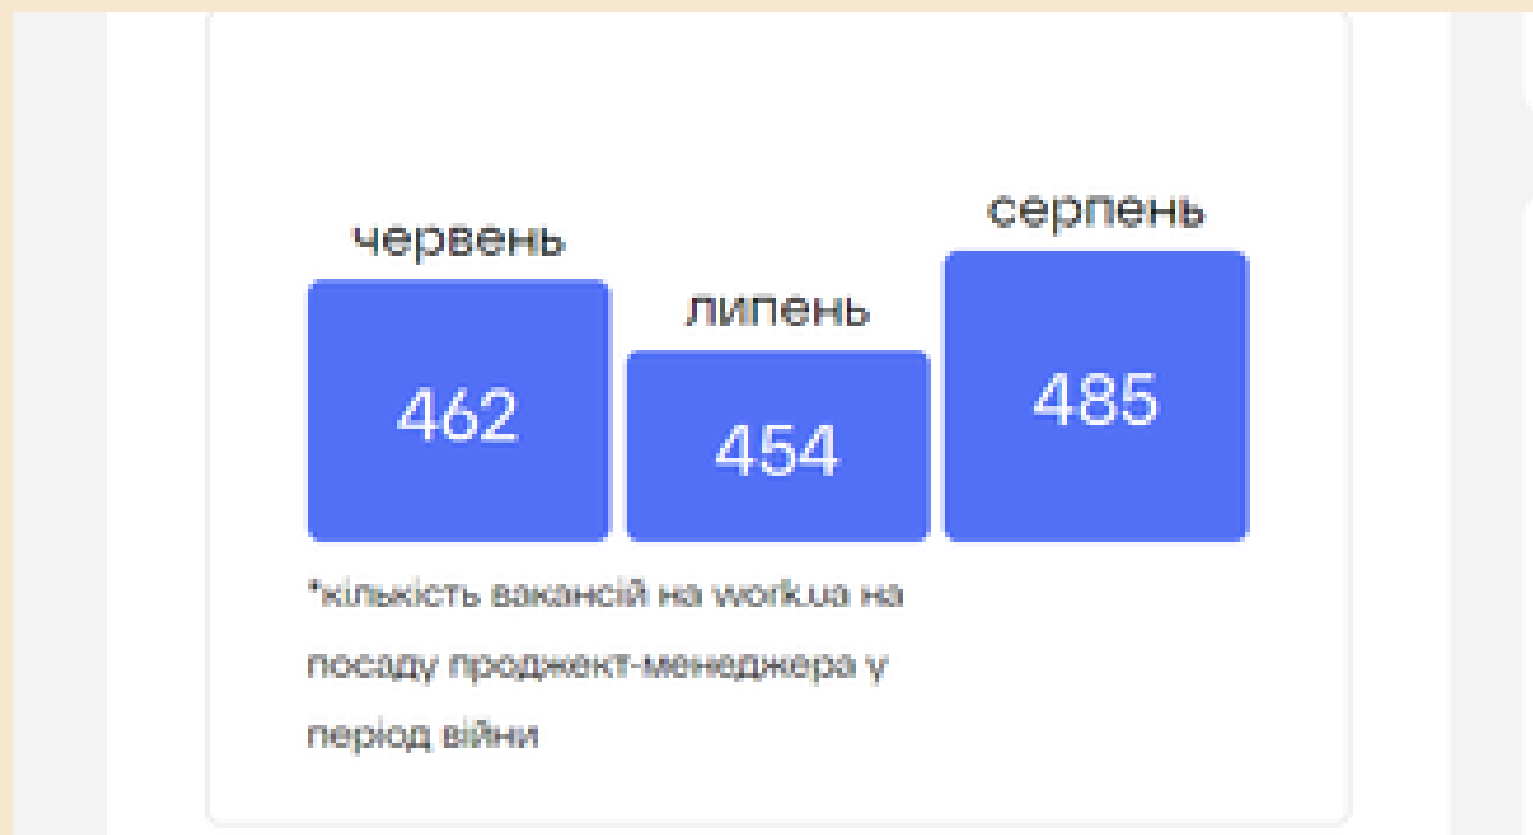 червень
липень
серпень
462
454
485
*кількість вакансій на work.ua на
посаду проджект-менеджера у
період війни